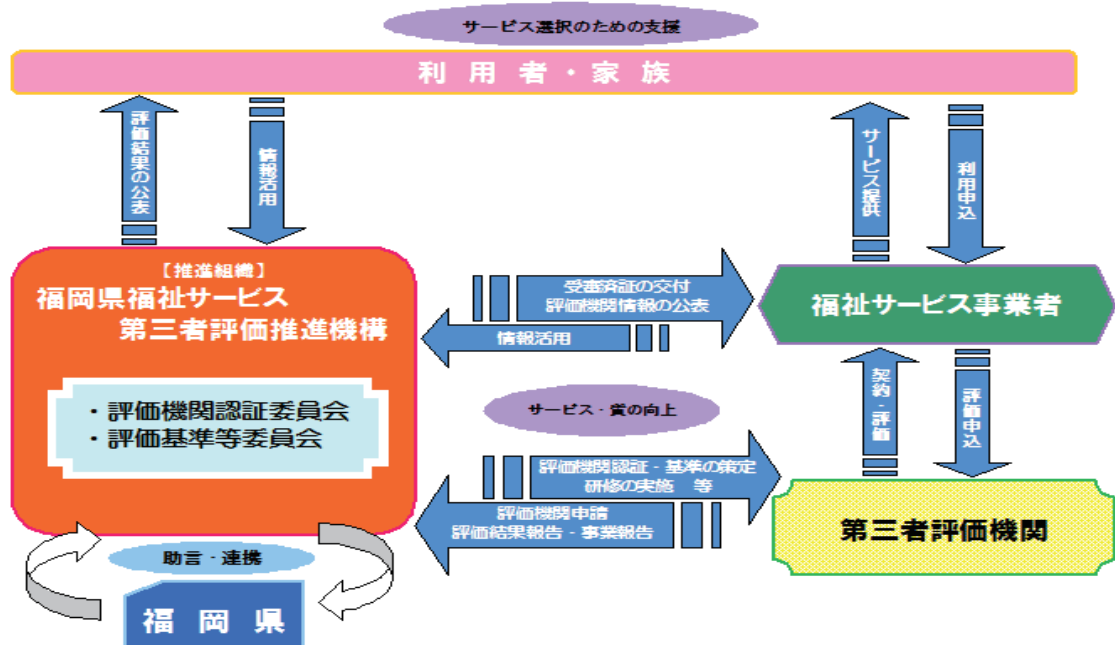 サービス選択のための支援
利用者・家族
評価結果の公表
情報活用
サービス提供
利用申込
【推進組織】
福岡県福祉サービス
第三者評価推進機構
・評価機関認証委員会
・評価基準等委員会
受審済証の交付
評価機関情報の公表
情報活用
福祉サービス事業者
サービス・質の向上
契約・評価
評価申込
評価機関認証・基準の策定
研修の実施 等
評価機関申請
評価結果報告・事業報告
第三者評価機関
助言・連携
福岡県